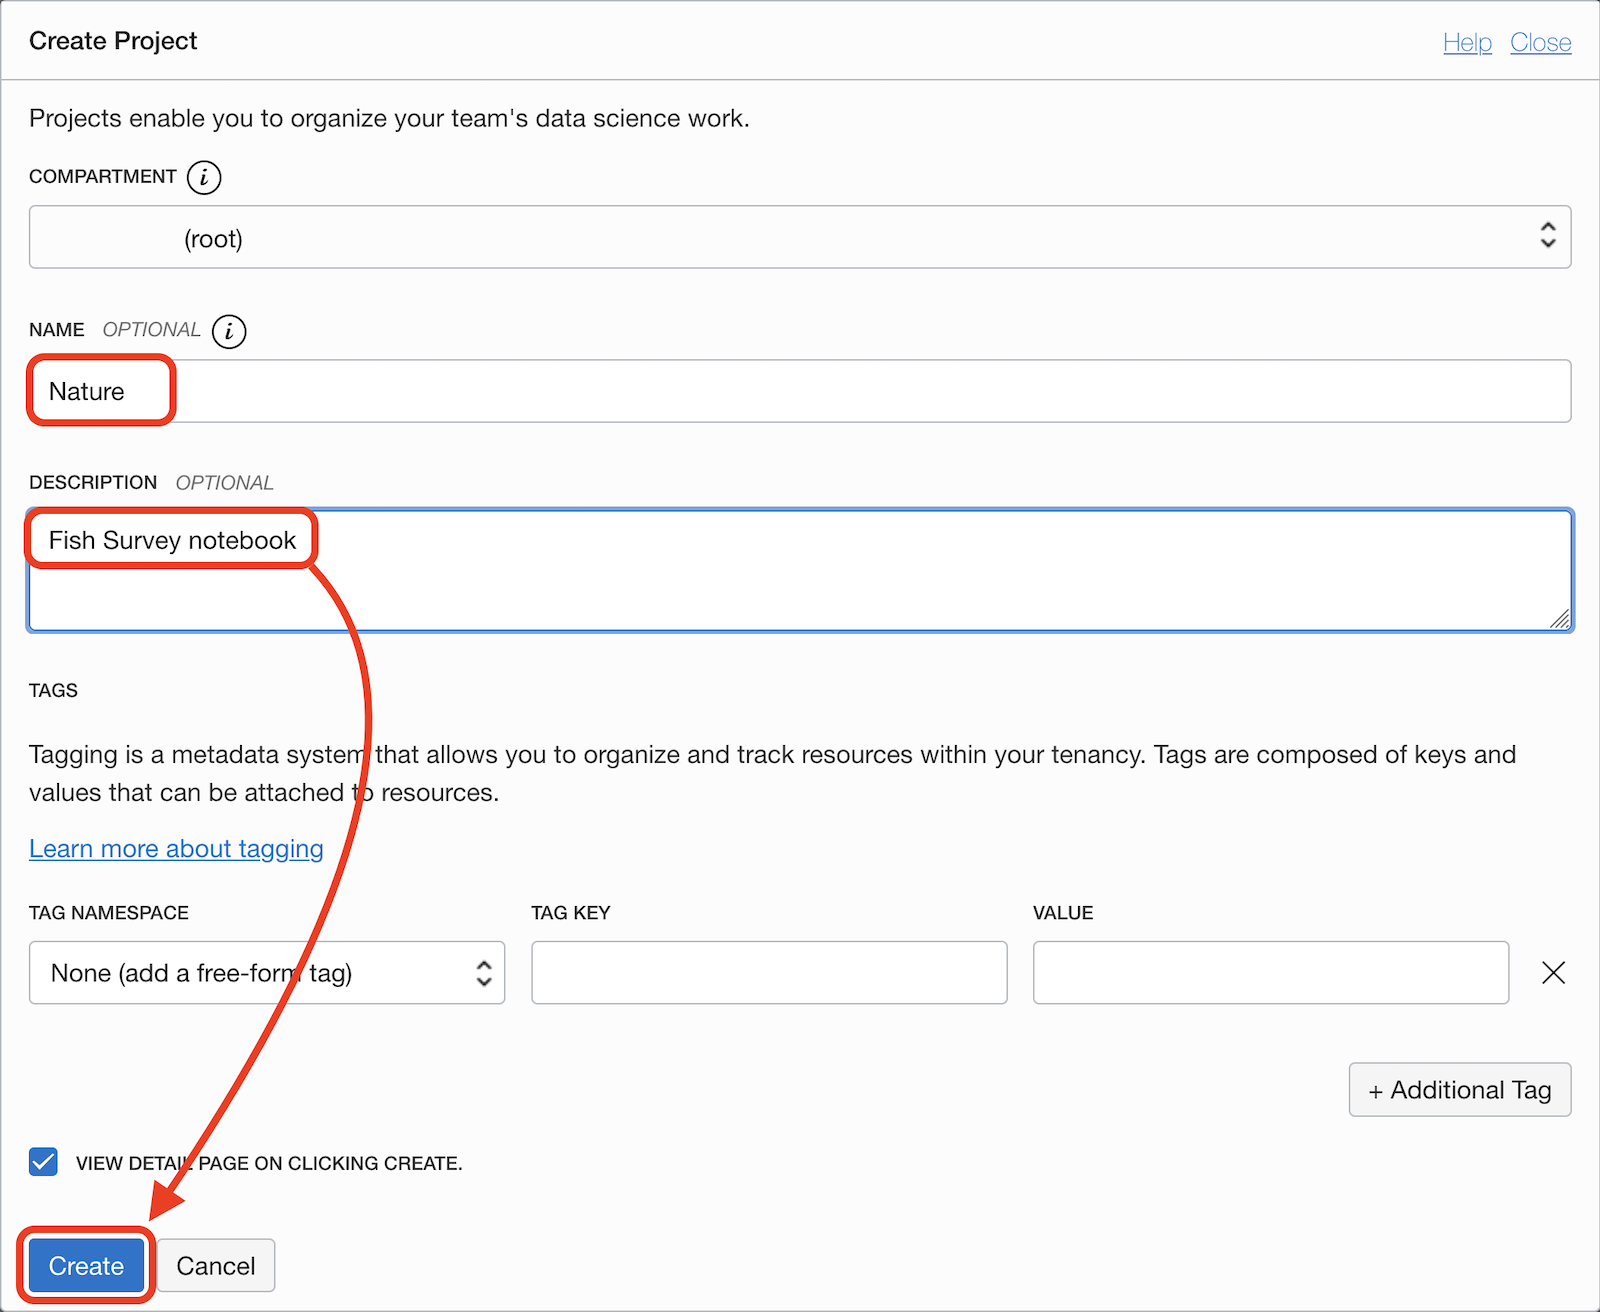 Create Project
Help Close
Projects enable you to organize your team's data science work.
COMPARTMENT i
(root)
NAME OPTIONAL i
Nature
DESCRIPTION OPTIONAL
Fish Survey notebook
TAGS
Tagging is a metadata system that allows you to organize and track resources within your tenancy. Tags are composed of keys and
values that can be attached to resources.
Learn more about tagging
TAG NAMESPACE TAG KEY VALUE
None (add a free-form tag)
+ Additional Tag
VIEW DETAIL PAGE ON CLICKING CREATE.
Create Cancel